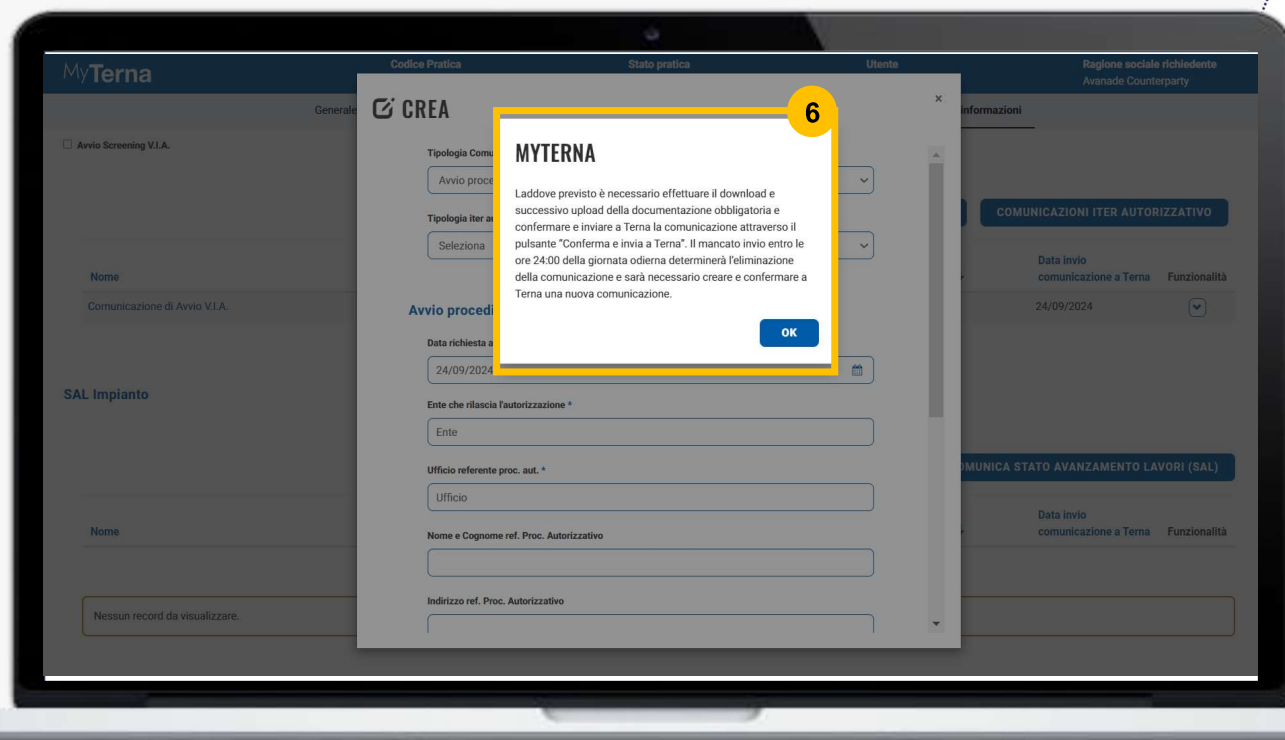 MyTerna
Codice Pratica
Stato pratica
Utente
Ragione sociale richiedente
Avanade Counterparty
Generale
Informazioni
Avvio Screening V.I.A.
CREA
×
6
Tipologia
Avvio
Tipologia iter
Seleziona
MYTERNA
Laddove previsto è necessario effettuare il download e
successivo upload della documentazione obbligatoria e
confermare e inviare a Terna la comunicazione attraverso il
pulsante “Conferma e invia a Terna”. Il mancato invio entro le
ore 24:00 della giornata odierna determinerà l'eliminazione
della comunicazione e sarà necessario creare e confermare a
Terna una nuova comunicazione.
OK
COMUNICAZIONI ITER AUTORIZZATIVO
Nome
Data invio
comunicazione a Terna
Funzionalità
Comunicazione di Avvio V.I.A.
24/09/2024
Avvio
Data richiesta
24/09/2024
SAL Impianto
Ente che rilascia l'autorizzazione *
Ente
Ufficio referente proc. aut. *
Ufficio
COMUNICA STATO AVANZAMENTO LAVORI (SAL)
Nome
Data invio
comunicazione a Terna
Funzionalità
Nome e Cognome ref. Proc. Autorizzativo
Indirizzo ref. Proc. Autorizzativo
Nessun record da visualizzare.